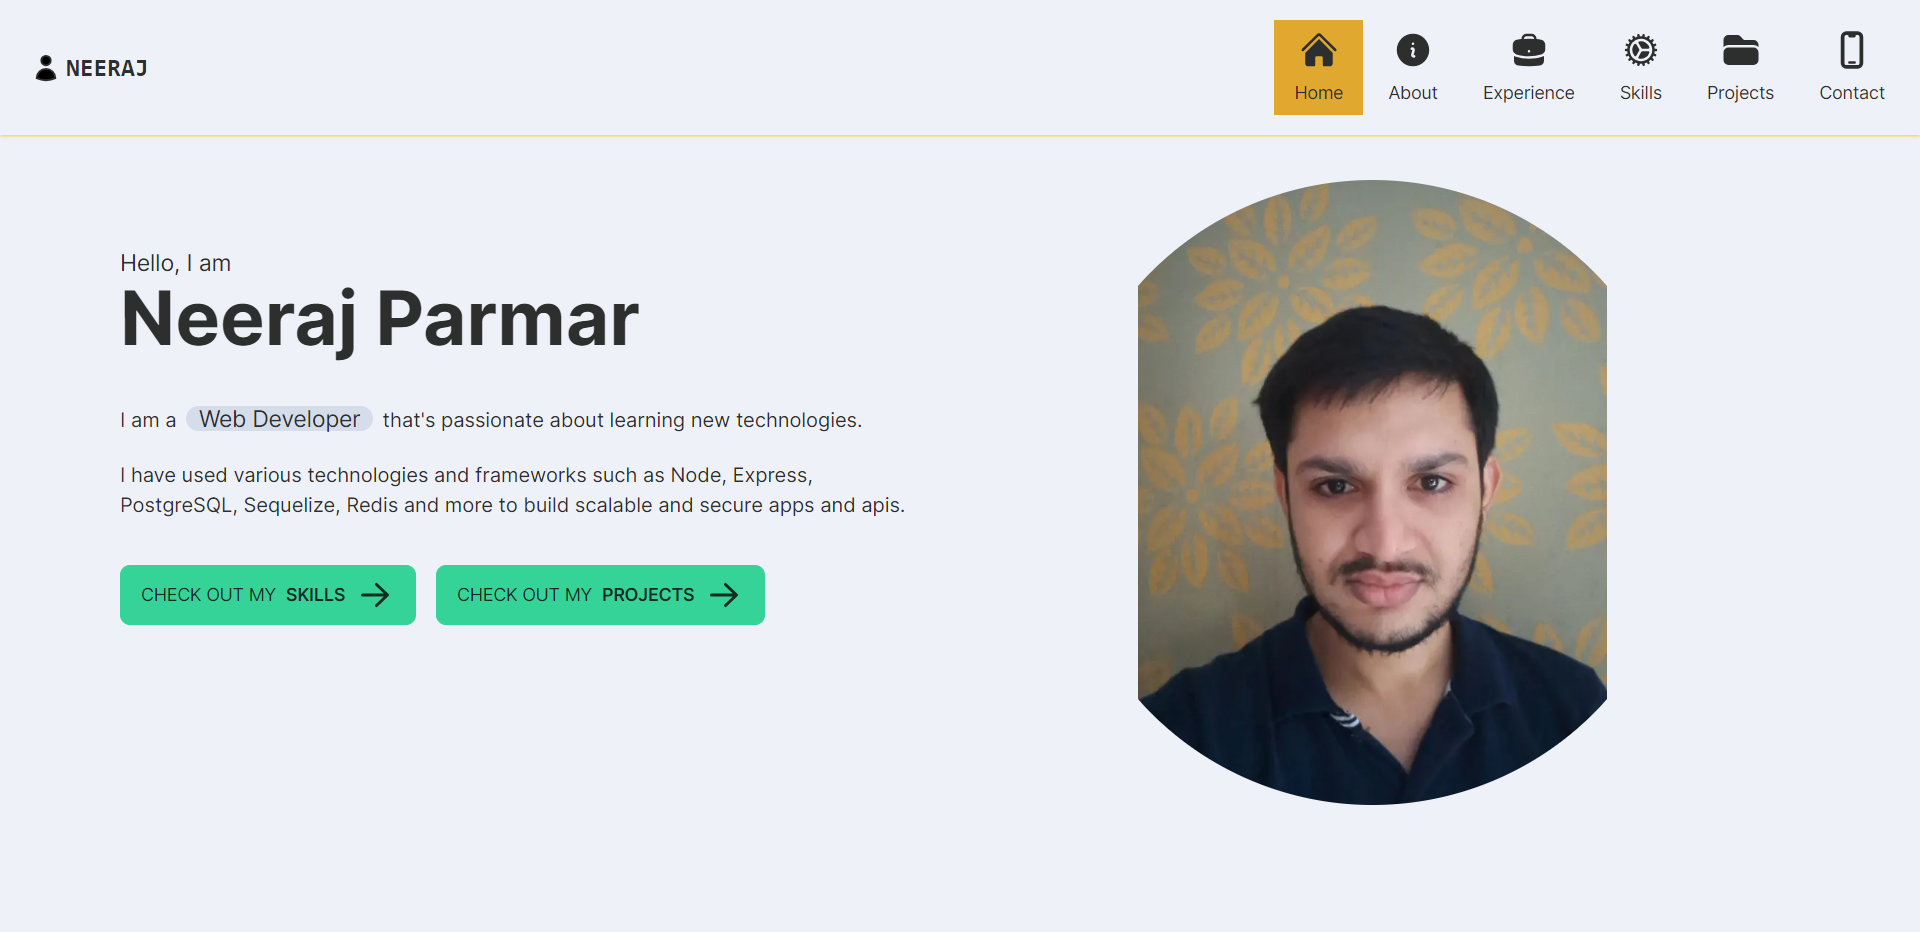 NEERAJ
Home
About
Experience
Skills
Projects
Contact
Hello, I am
Neeraj Parmar
I am a Web Developer that's passionate about learning new technologies.
I have used various technologies and frameworks such as Node, Express,
PostgreSQL, Sequelize, Redis and more to build scalable and secure apps and apis.
CHECK OUT MY SKILLS
CHECK OUT MY PROJECTS